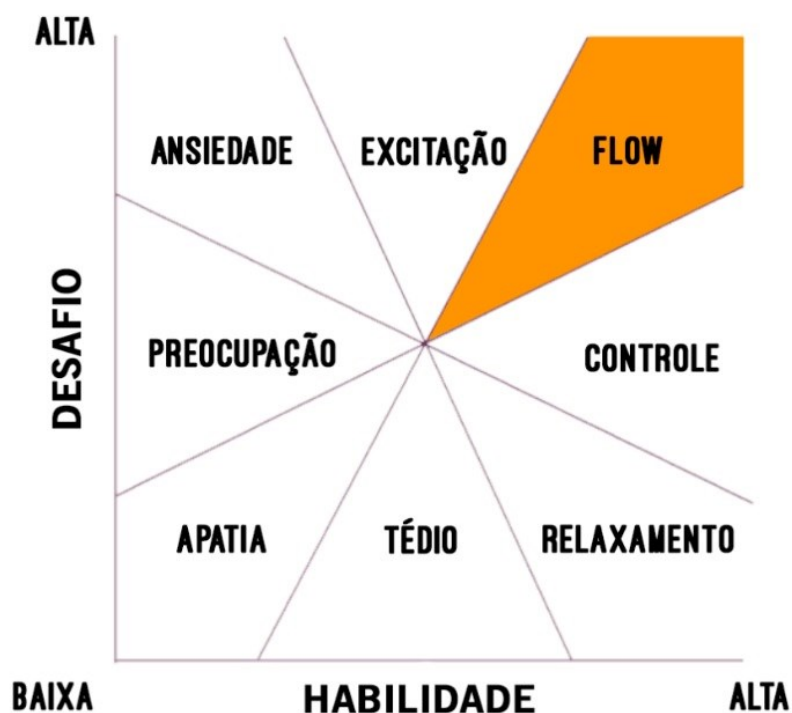 ALTA
ANSIEDADE
EXCITAÇÃO
FLOW
DESAFIO
PREOCUPAÇÃO
CONTROLE
APATIA
TÉDIO
RELAXAMENTO
BAIXA
HABILIDADE
ALTA